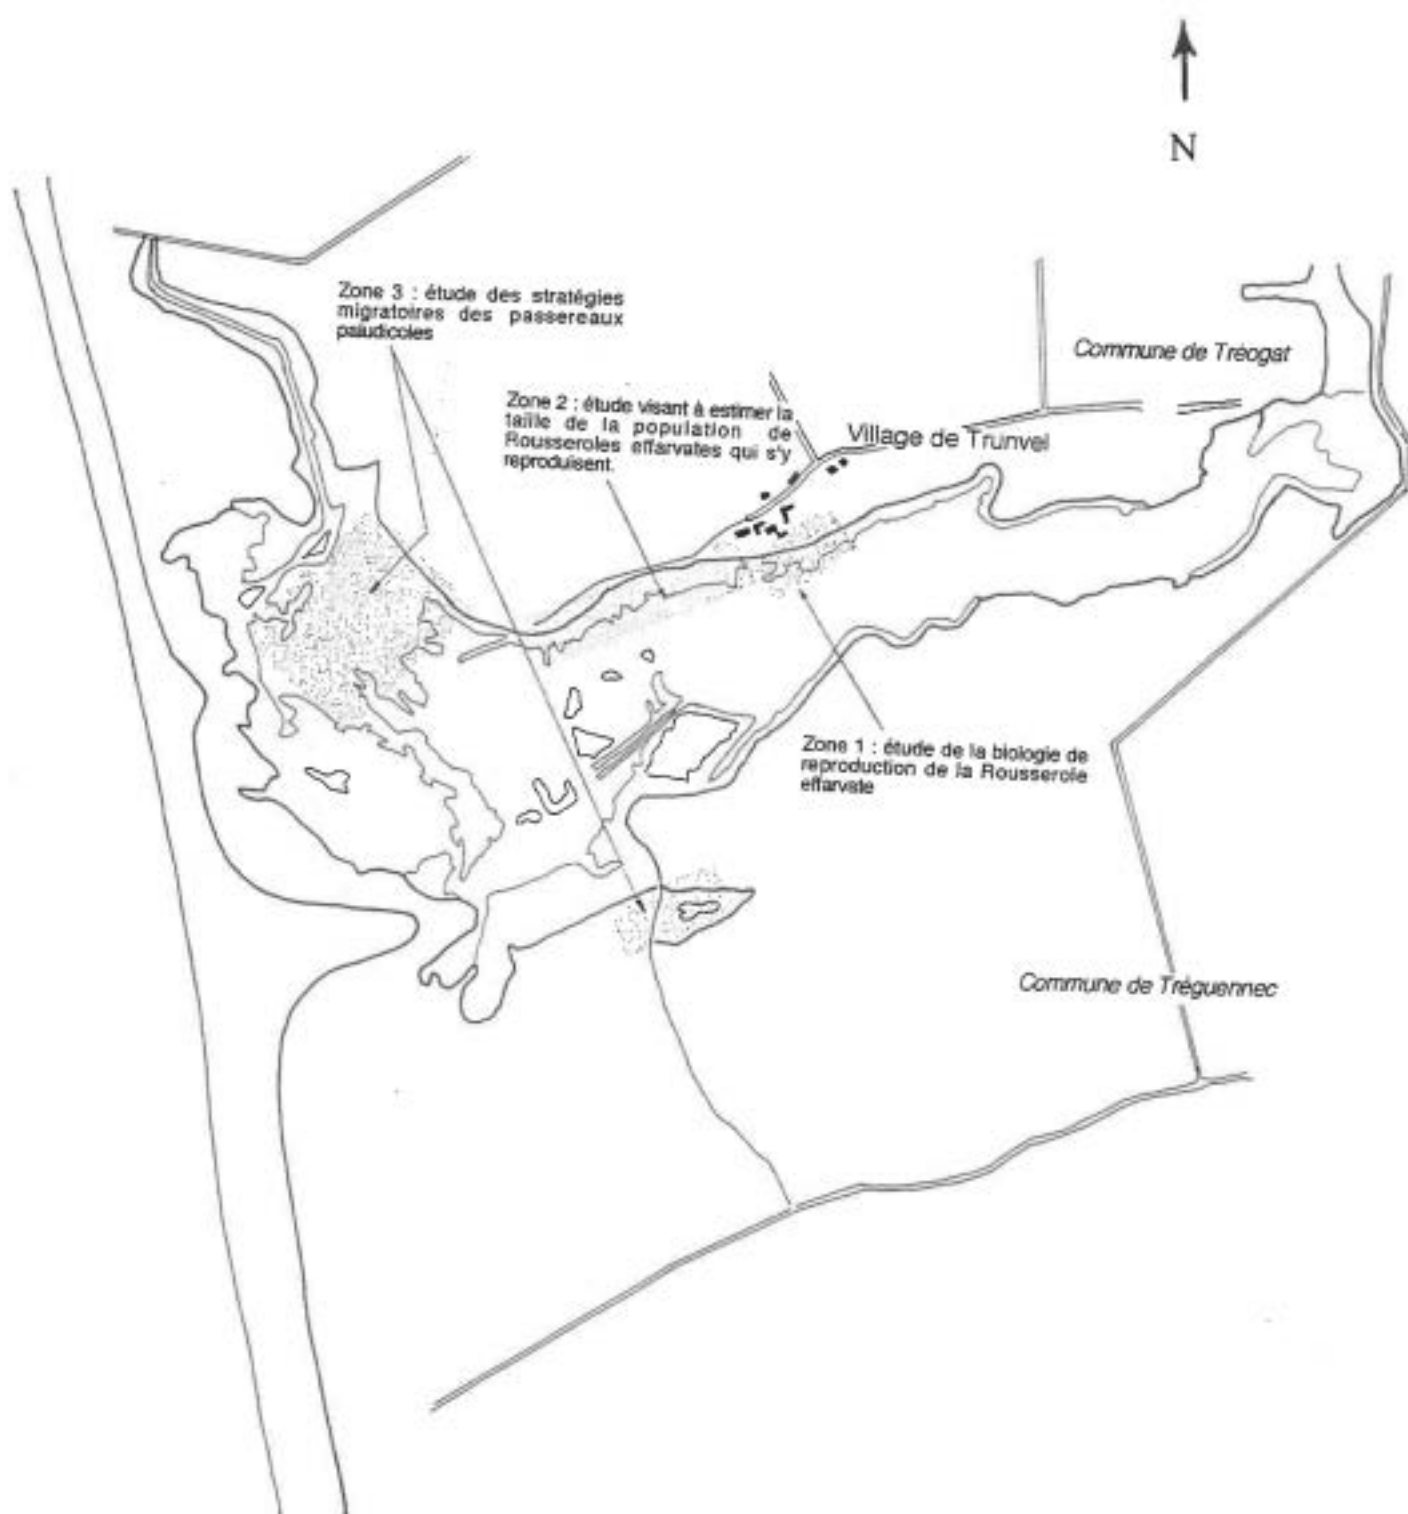 N
Zone 3 : étude des stratégies
migratoires des passereaux
paludicoles
Commune de Tréogat
Zone 2 : étude visant à estimer la
taille de la population de
Rousseroles effarvates qui s'y
reproduisent.
Village de Trunvel
Zone 1 : étude de la biologie de
reproduction de la Rousserole
effarvate
Commune de Tréguennec